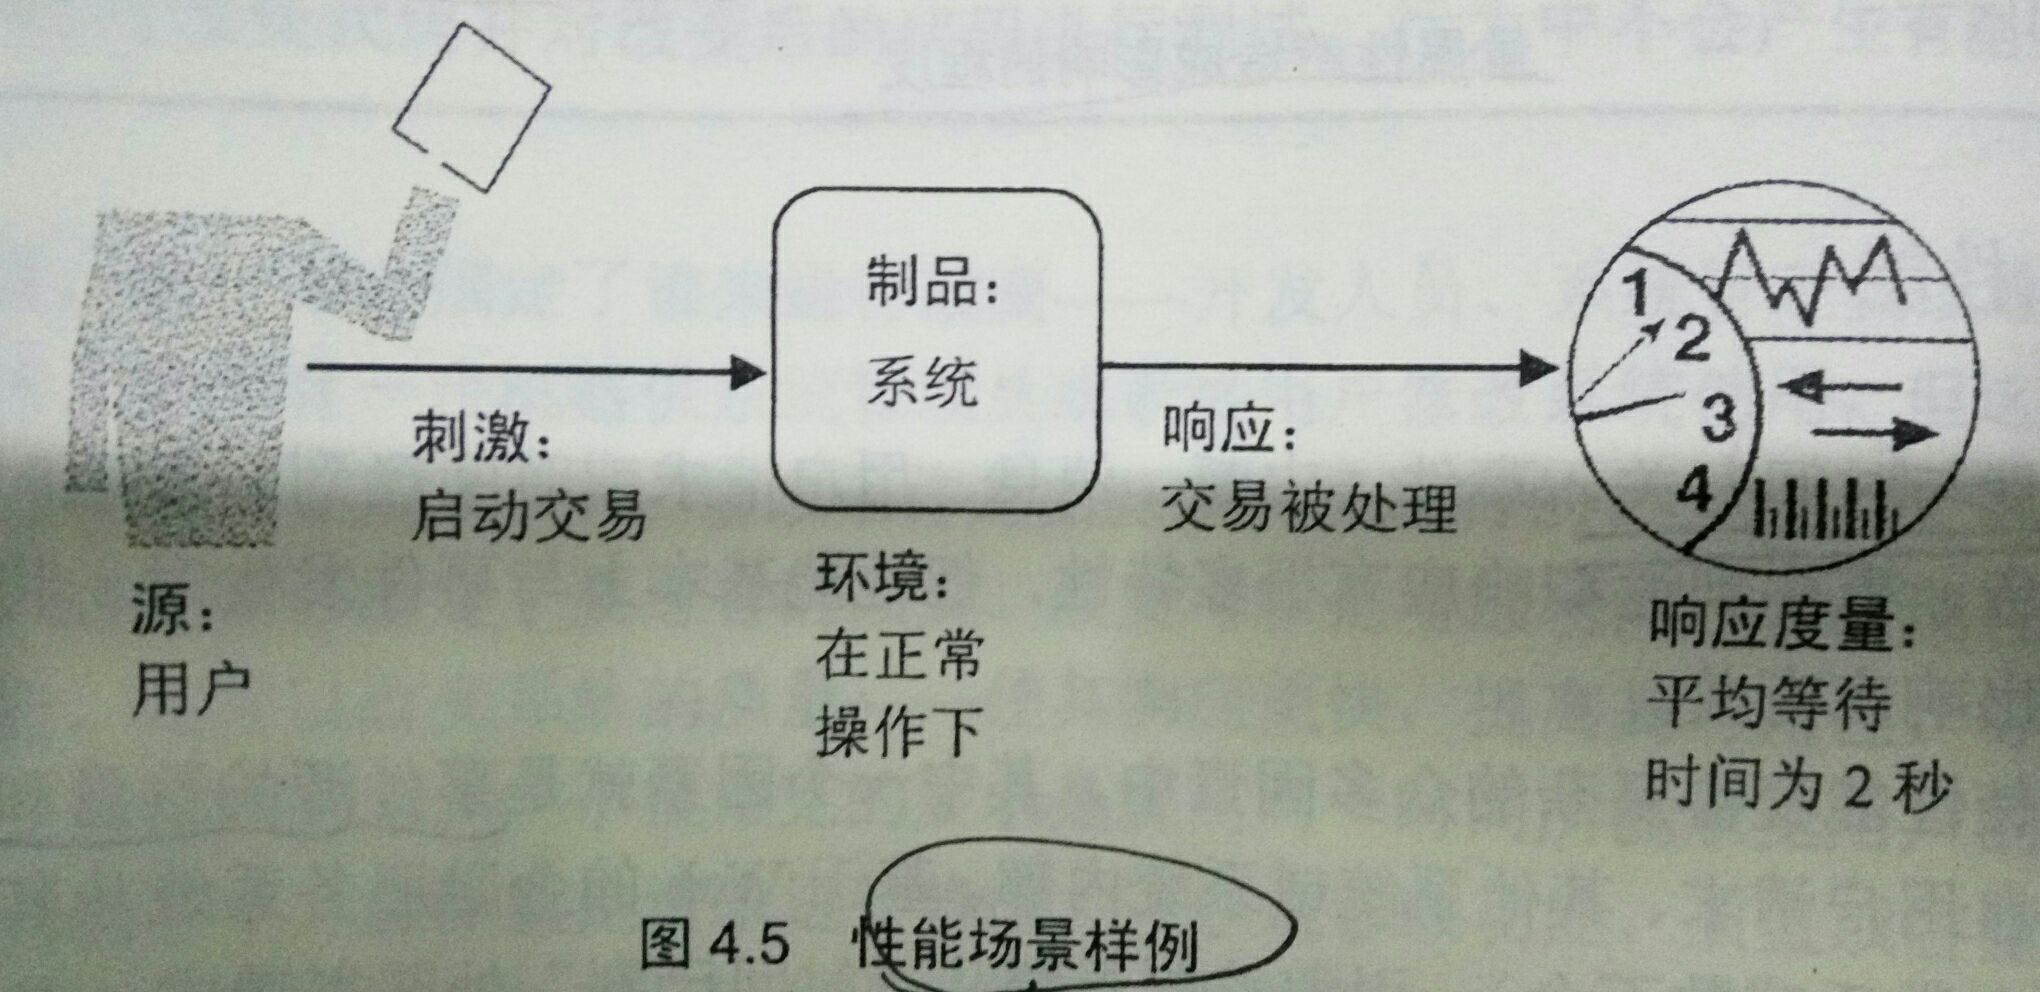 制品：
系统
刺激：
启动交易
响应：
交易被处理
1
2
3
4
源：
用户
环境：
在正常
操作下
响应度量：
平均等待
时间为 2 秒
图 4.5 性能场景样例